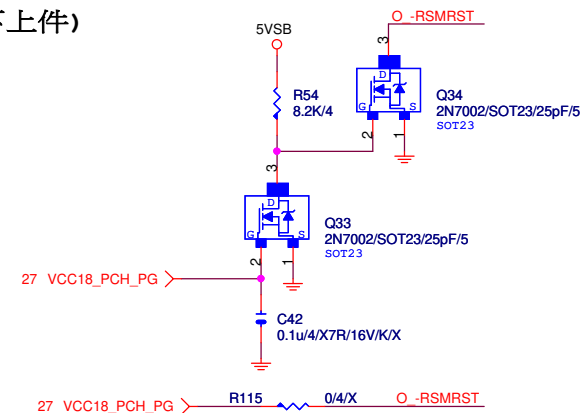 下上件)
O_-RSMRST
5VSB
3
D
G
S
2
1
Q34
2N7002/SOT23/25pF/5
SOT23
R54
8.2K/4
3
D
G
S
2
1
Q33
2N7002/SOT23/25pF/5
SOT23
27 VCC18_PCH_PG
C42
0.1u/4/X7R/16V/K/X
27 VCC18_PCH_PG
R115
0/4/X
O_-RSMRST